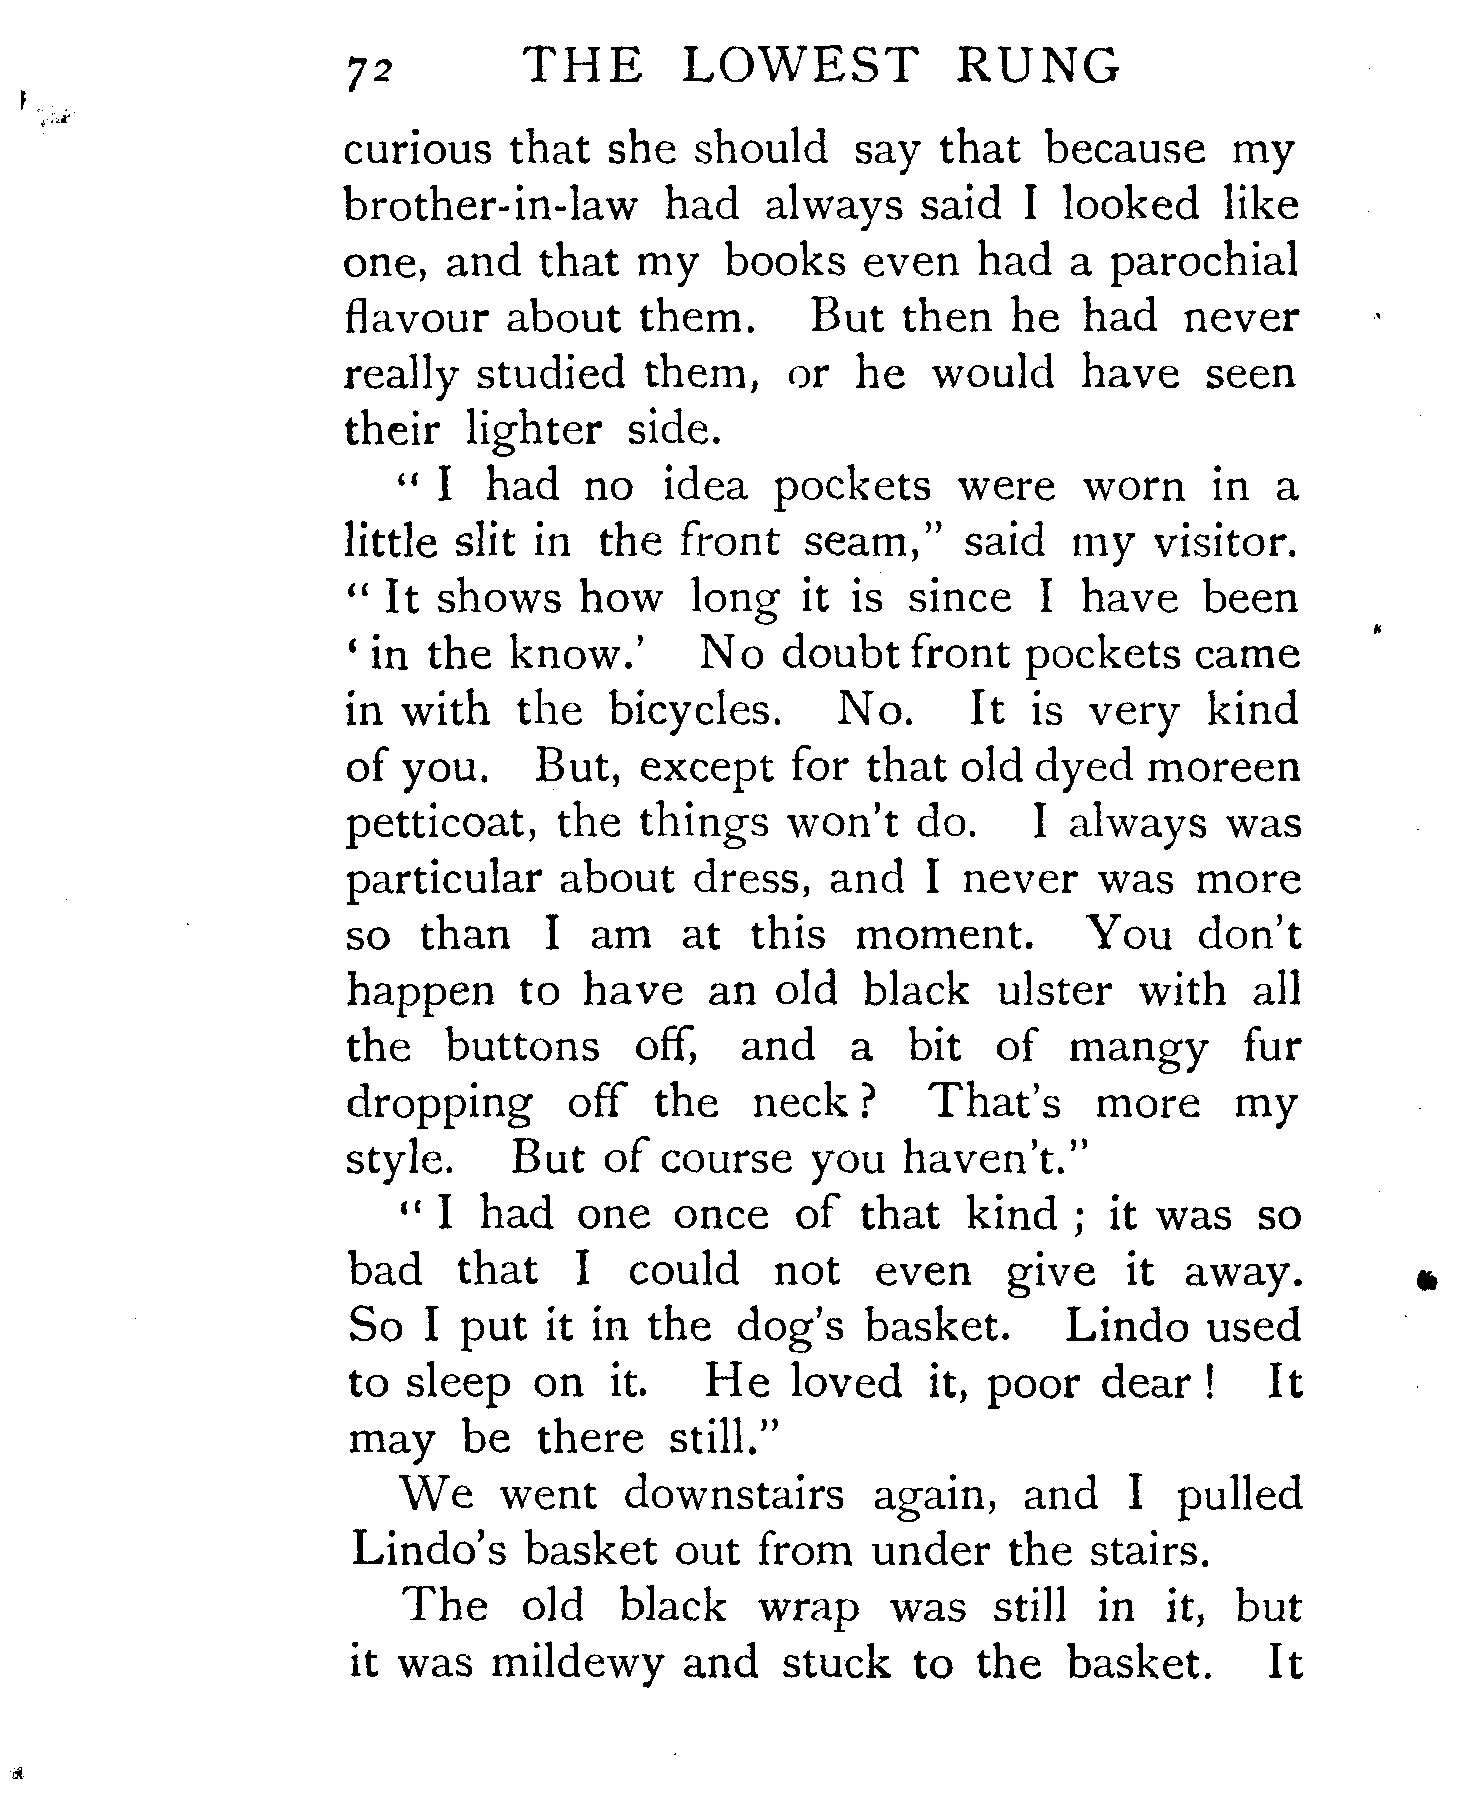 72 THE LOWEST RUNG
curious that she should say that because my
brother-in-law had always said I looked like
one, and that my books even had a parochial
flavour about them. But then he had never
really studied them, or he would have seen
their lighter side.
“ I had no idea pockets were worn in a
little slit in the front seam,” said my visitor.
“ It shows how long it is since I have been
‘ in the know.’ No doubt front pockets came
in with the bicycles. No. It is very kind
of you. But, except for that old dyed moreen
petticoat, the things won't do. I always was
particular about dress, and I never was more
so than I am at this moment. You don't
happen to have an old black ulster with all
the buttons off, and a bit of mangy fur
dropping off the neck ? That's more my
style. But of course you haven't.”
“ I had one once of that kind ; it was so
bad that I could not even give it away.
So I put it in the dog's basket. Lindo used
to sleep on it. He loved it, poor dear ! It
may be there still.”
We went downstairs again, and I pulled
Lindo's basket out from under the stairs.
The old black wrap was still in it, but
it was mildewy and stuck to the basket. It